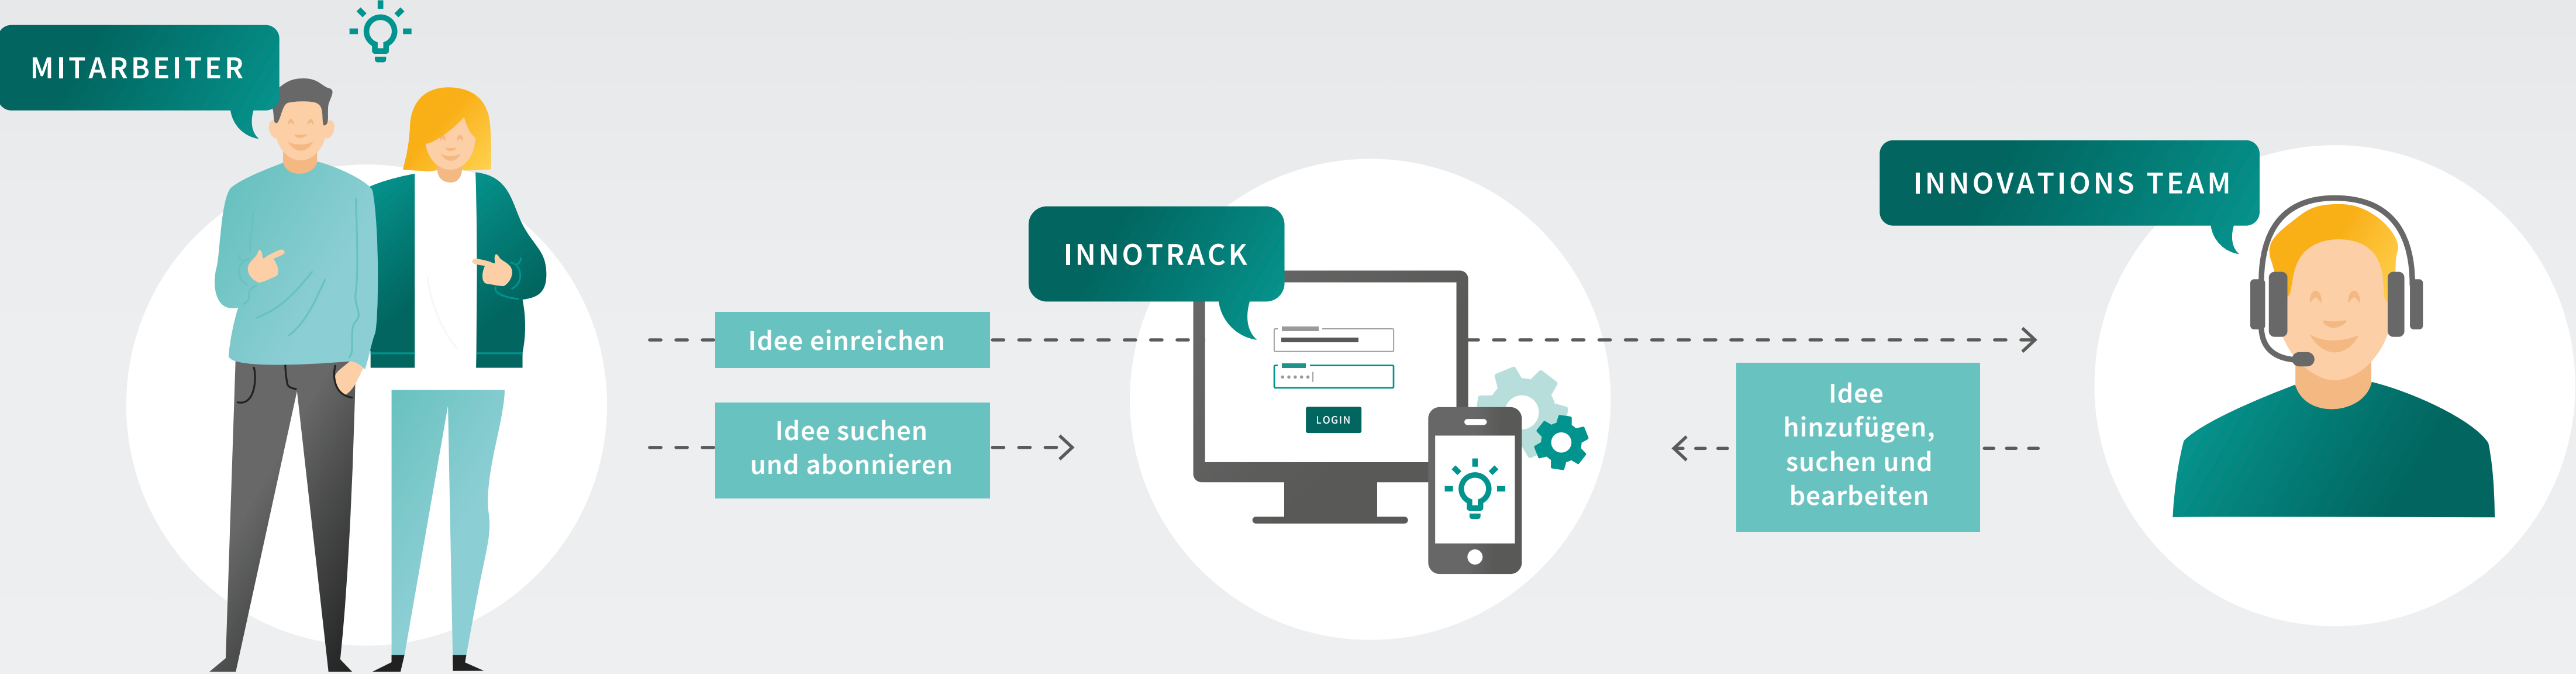 MITARBEITER
INNOTRACK
INNOVATIONS TEAM
Idee einreichen
Idee suchen
und abonnieren
LOGIN
Idee
hinzufügen,
suchen und
bearbeiten